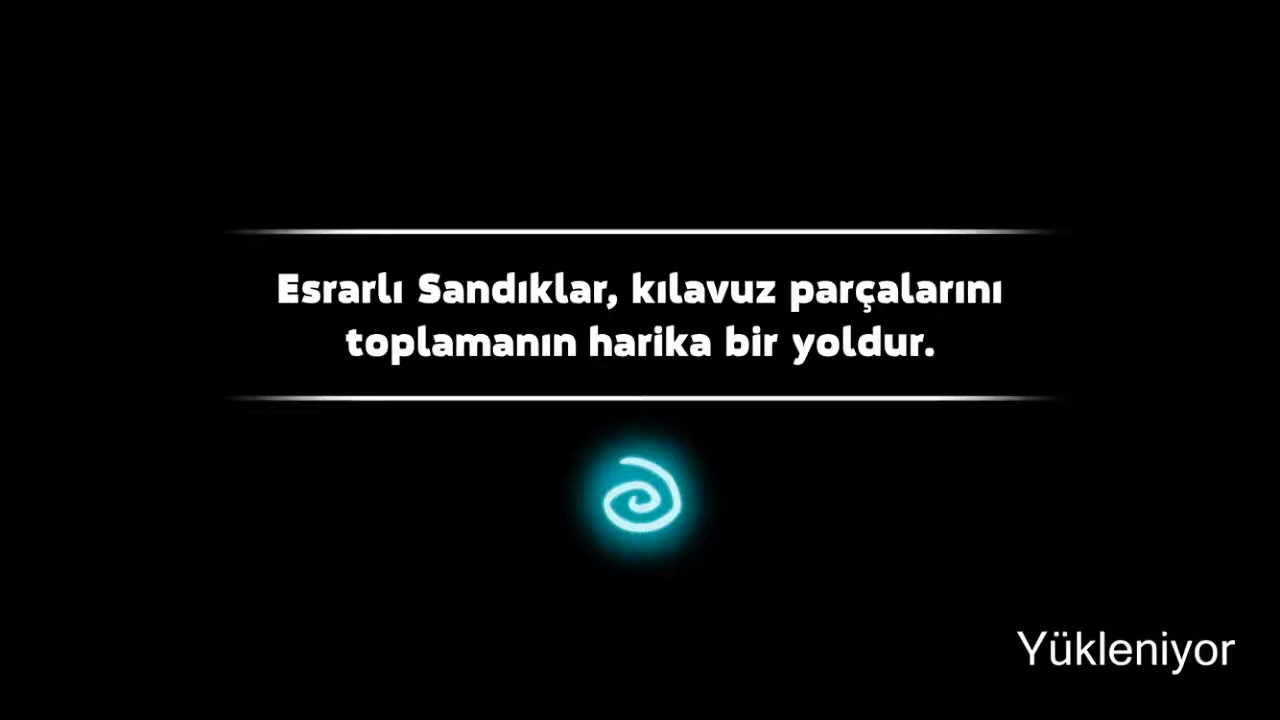 Esrarlı Sandıklar, kılavuz parçalarını
toplamanın harika bir yoldur.
Yükleniyor